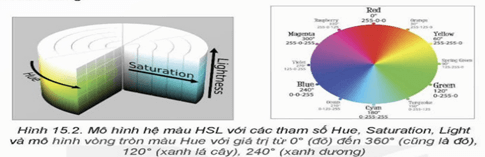 Hue
Saturation
Lightness
Red
0°
255-0-0
Orange
30°
Yellow
60°
255-255-0
Spring Green
Green
120°
0-255-0
Turquoise
Cyan
180°
0-255-255
240°
Blue
0-0-255
Violet
Magenta
300°
255-0-255
Raspberry
Hình 15.2. Mô hình hệ màu HSL với các tham số Hue, Saturation, Light
và mô hình vòng tròn màu Hue với giá trị từ 0° (đỏ) đến 360° (cũng là đỏ),
120° (xanh lá cây), 240° (xanh dương)